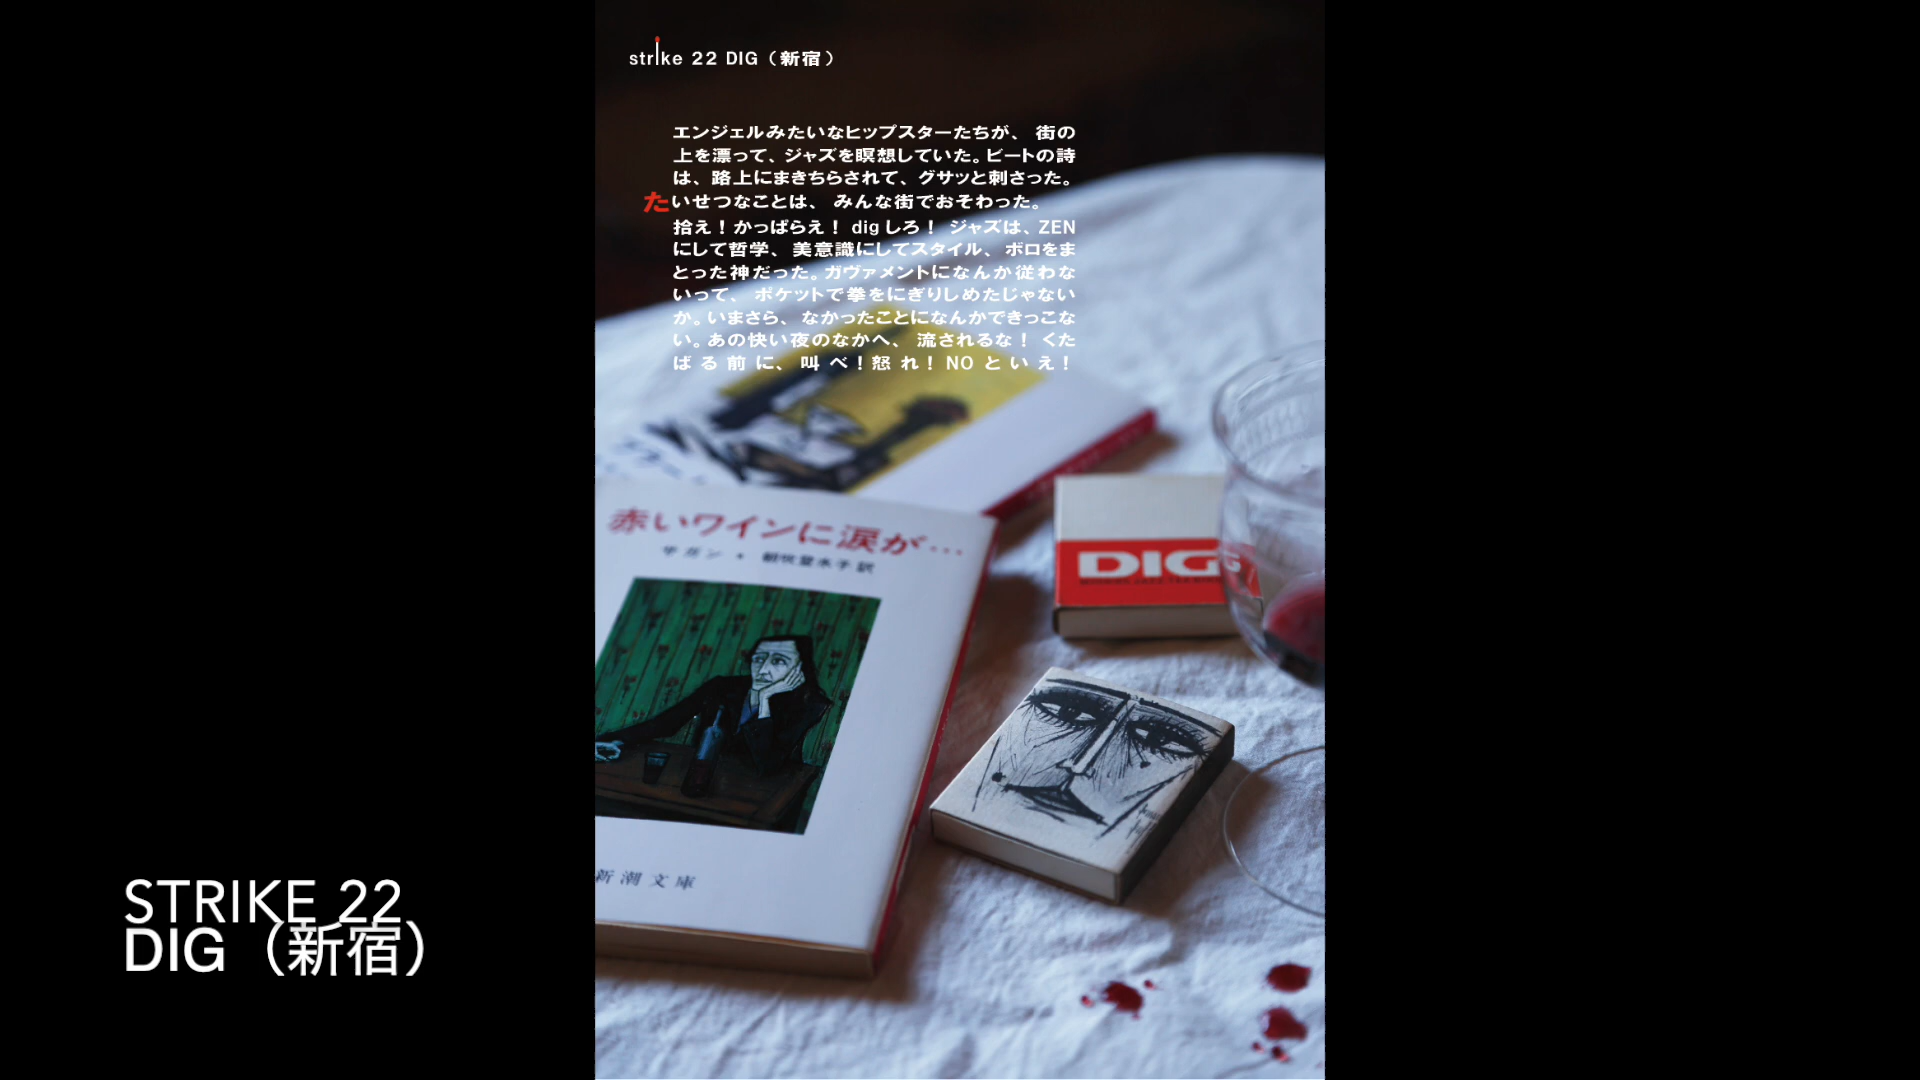 strike 22 DIG（新宿）
エンジェルみたいなヒップスターたちが、街の
上を漂って、ジャズを瞑想していた。ビートの詩
は、路上にまきちらされて、グサッと刺さった。
たいせつなことは、みんな街でおそわった。
拾え！かっぱらえ！digしろ！ジャズは、ZEN
にして哲学、美意識にしてスタイル、ボロをま
とった神だった。ガヴァメントになんか従わな
いって、ポケットで拳をにぎりしめたじゃない
か。いまさら、なかったことになんかできっこな
い。あの快い夜のなかへ、流されるな！くた
ばる前に、叫べ！怒れ！NOといえ！
赤いワインに涙が…
サガン・朝吹登水子訳
DIG
新潮文庫
STRIKE 22
DIG（新宿）